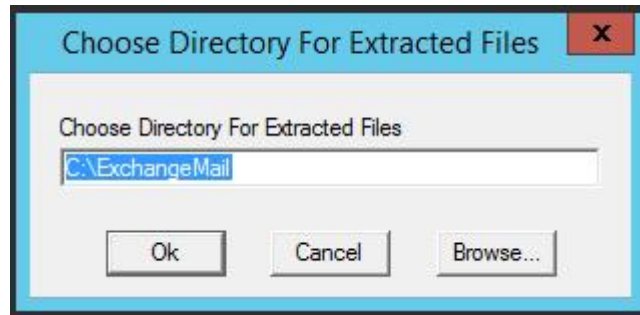 Choose Directory For Extracted Files
x
Choose Directory For Extracted Files
C:\ExchangeMail
Ok Cancel Browse...